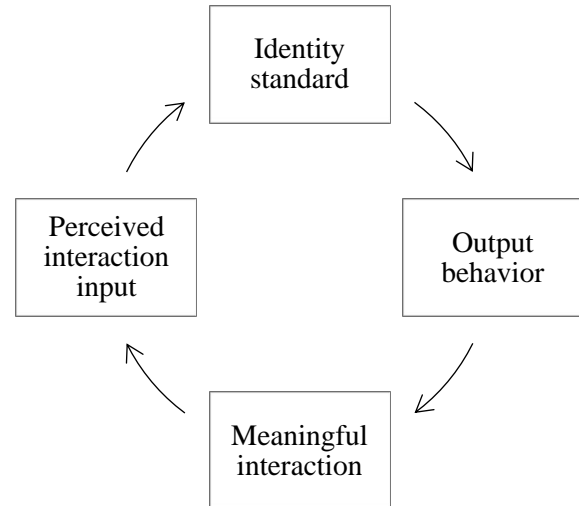 Identity
standard
Output
behavior
Meaningful
interaction
Perceived
interaction
input